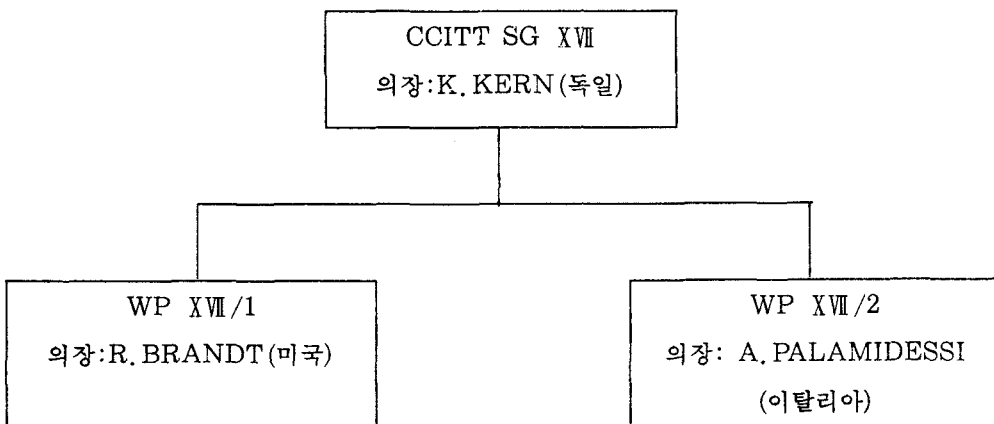 CCITT SG XⅦ
의장:K. KERN(독일)
WP XⅦ/1
의장:R. BRANDT(미국)
WP XⅦ/2
의장: A. PALAMIDESSI
(이탈리아)